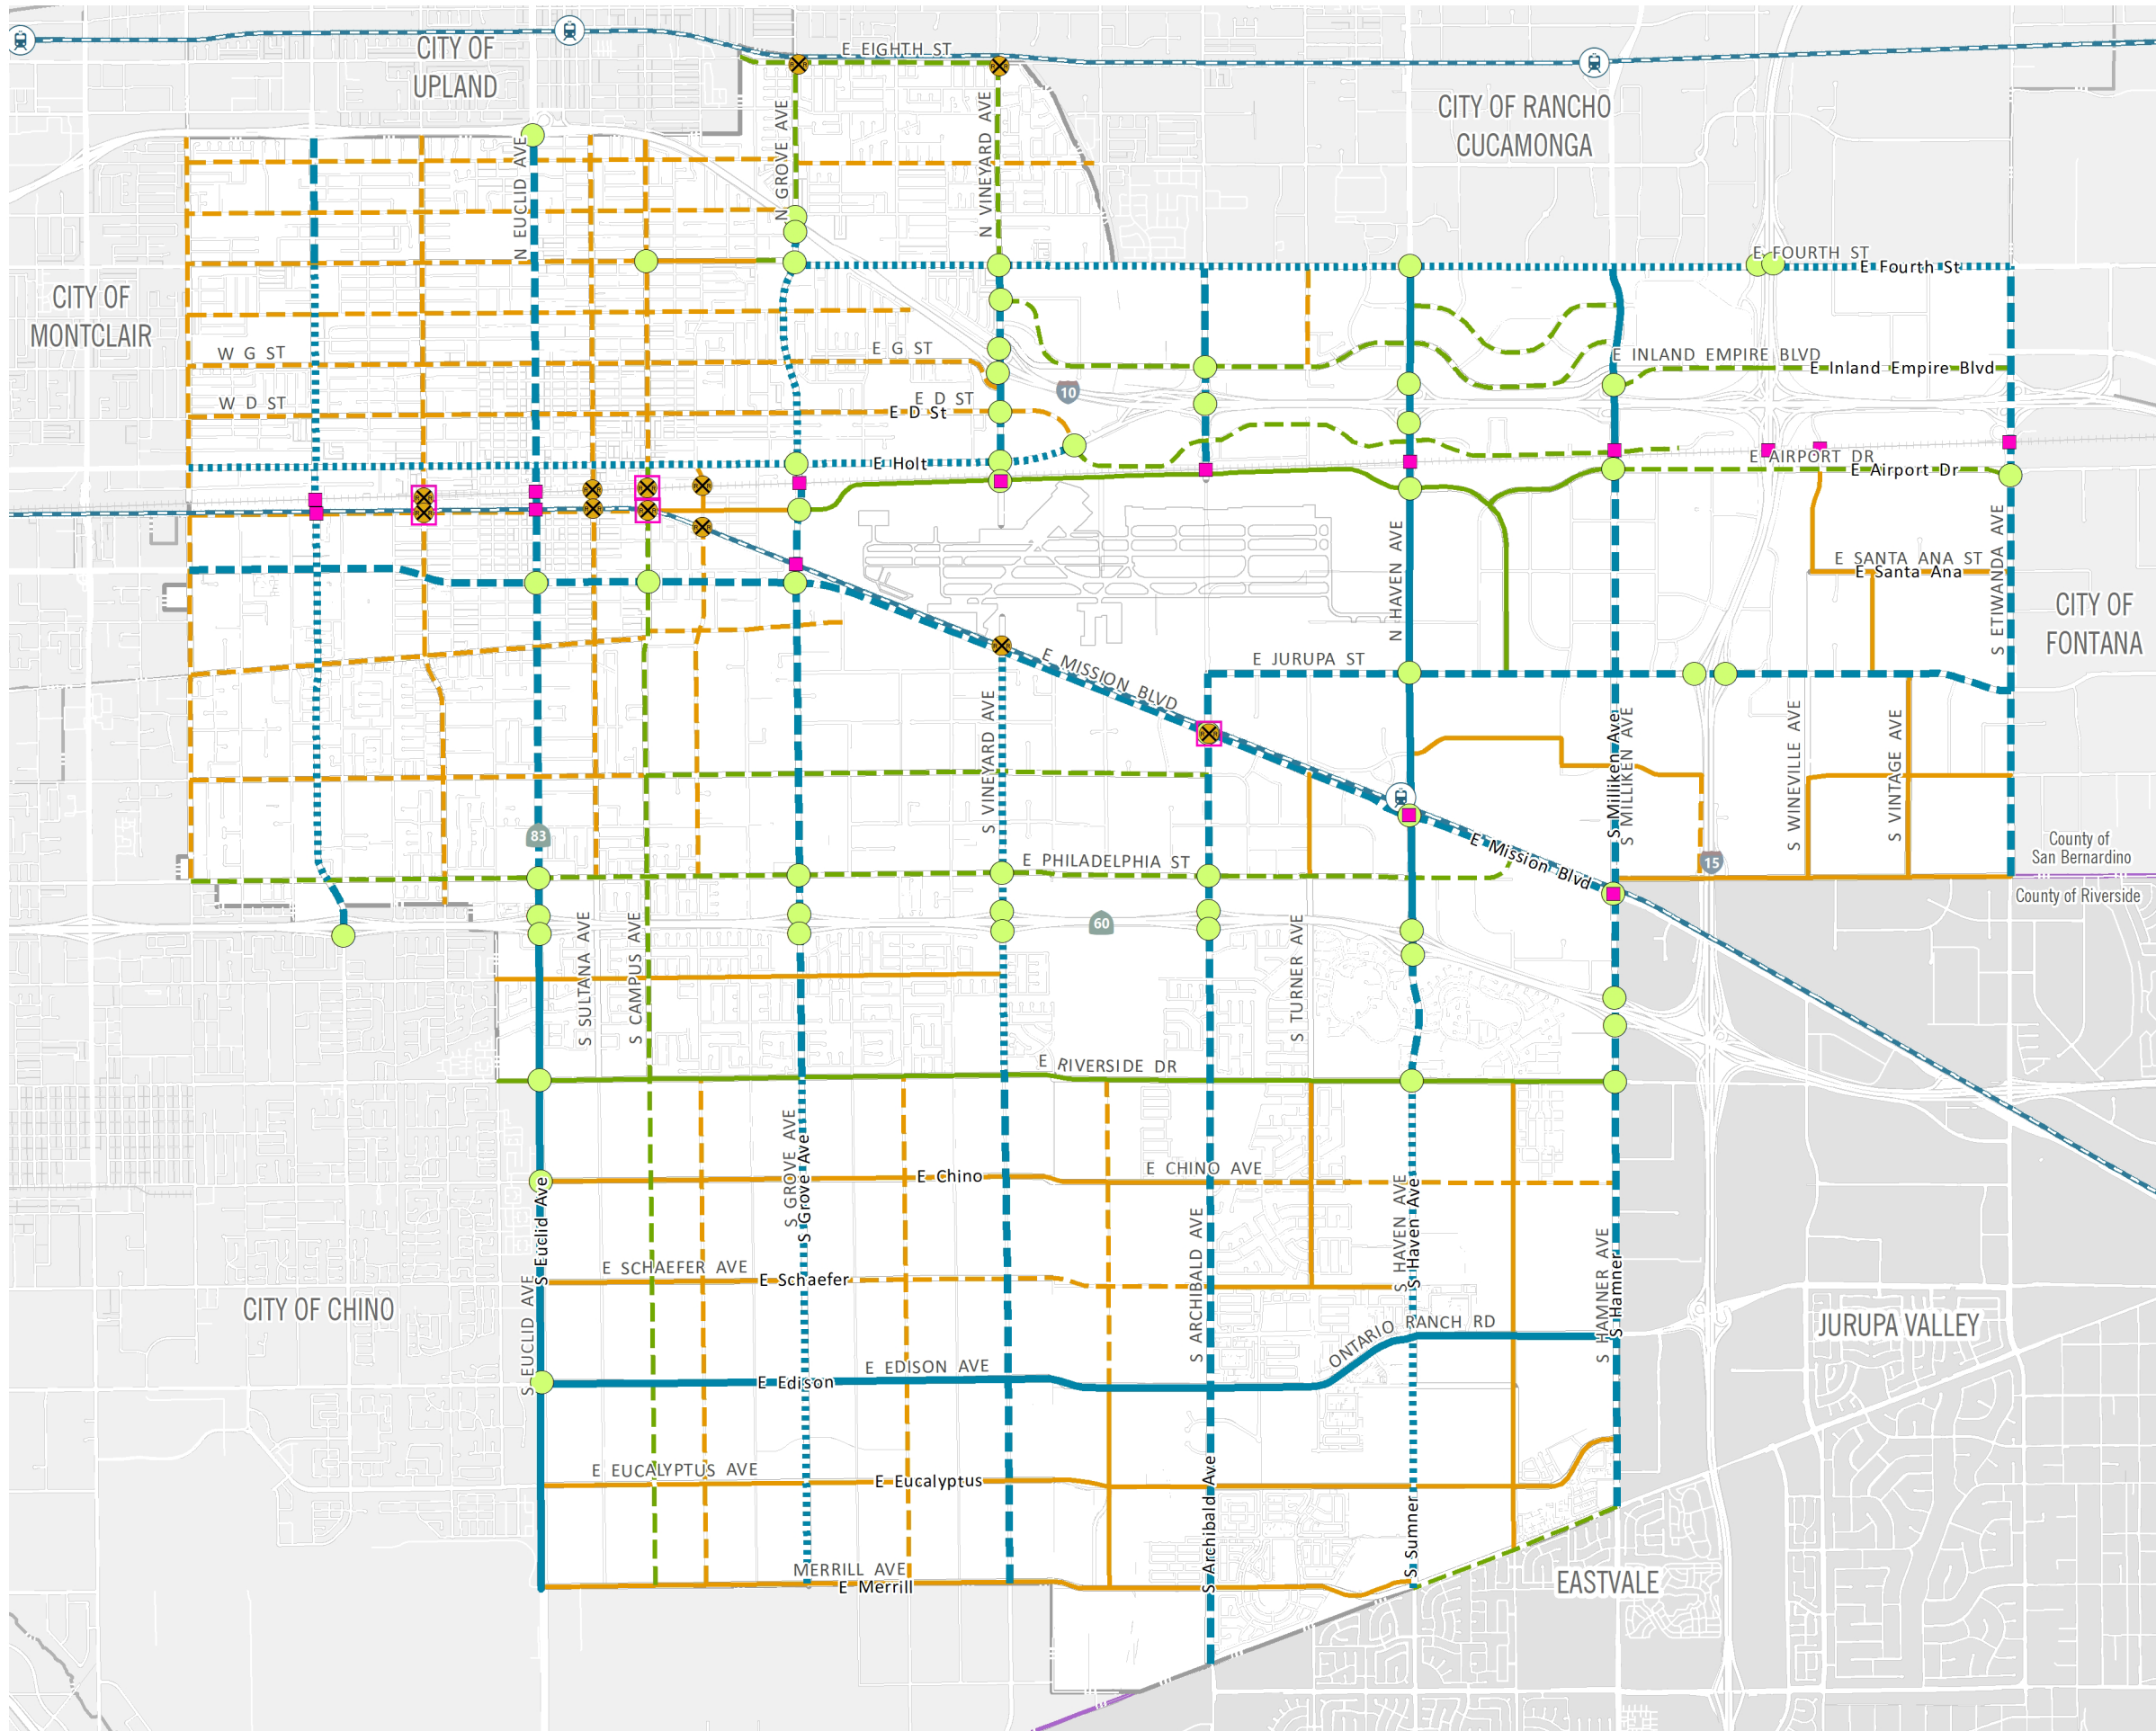 E EIGHTH ST
CITY OF
UPLAND
CITY OF RANCHO
CUCAMONGA
N EUCLID AVE
N GROVE AVE
N VINEYARD AVE
E FOURTH ST
E Fourth St
CITY OF
MONTCLAIR
W G ST
E G ST
E INLAND EMPIRE BLVD
E Inland Empire Blvd
10
W D ST
E D ST
E D St
E Holt
E AIRPORT DR
E Airport Dr
N HAVEN AVE
S ETIWANDA AVE
E SANTA ANA ST
E Santa Ana
CITY OF
FONTANA
E MISSION BLVD
E JURUPA ST
S VINEYARD AVE
S Milliken Ave
S MILLIKEN AVE
S WINEVILLE AVE
S VINTAGE AVE
83
E Mission Blvd
15
County of
San Bernardino
County of Riverside
E PHILADELPHIA ST
60
S SULTANA AVE
S CAMPUS AVE
S TURNER AVE
E RIVERSIDE DR
S GROVE AVE
S Grove Ave
E Chino
E CHINO AVE
S Euclid Ave
S HAVEN AVE
S Haven Ave
S ARCHIBALD AVE
S HAMNER AVE
S Hamner
E SCHAEFER AVE
E Schaefer
CITY OF CHINO
S EUCLID AVE
ONTARIO RANCH RD
JURUPA VALLEY
E EDISON AVE
E Edison
E EUCALYPTUS AVE
E Eucalyptus
S Archibald Ave
S Sumner
MERRILL AVE
E Merrill
EASTVALE